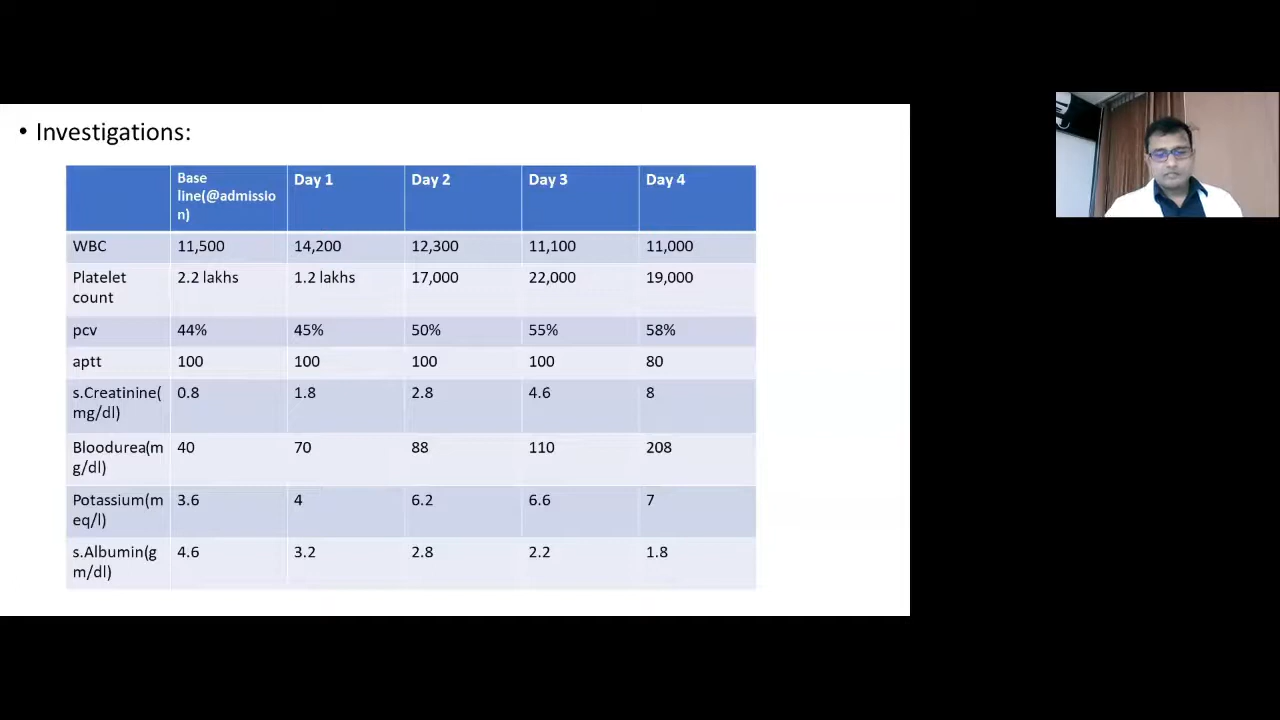 • Investigations:
Base line(@admissio n) Day 1 Day 2 Day 3 Day 4
WBC 11,500 14,200 12,300 11,100 11,000
Platelet count 2.2 lakhs 1.2 lakhs 17,000 22,000 19,000
pcv 44% 45% 50% 55% 58%
aptt 100 100 100 100 80
s.Creatinine( mg/dl) 0.8 1.8 2.8 4.6 8
Bloodurea(m g/dl) 40 70 88 110 208
Potassium(m eq/l) 3.6 4 6.2 6.6 7
s.Albumin(g m/dl) 4.6 3.2 2.8 2.2 1.8